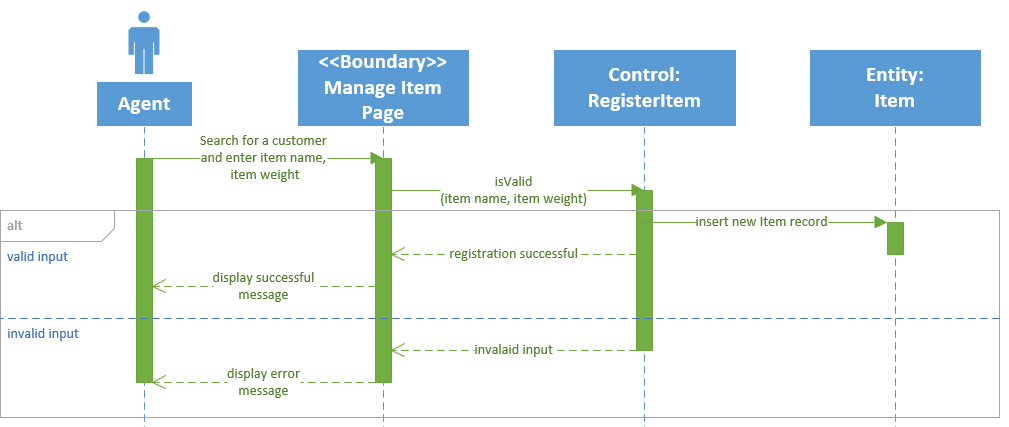 Agent
<<Boundary>>
Manage Item
Page
Control:
RegisterItem
Entity:
Item
Search for a customer
and enter item name,
item weight
isValid
(item name, item weight)
alt
insert new Item record
valid input
registration successful
display successful
message
invalid input
invalaid input
display error
message